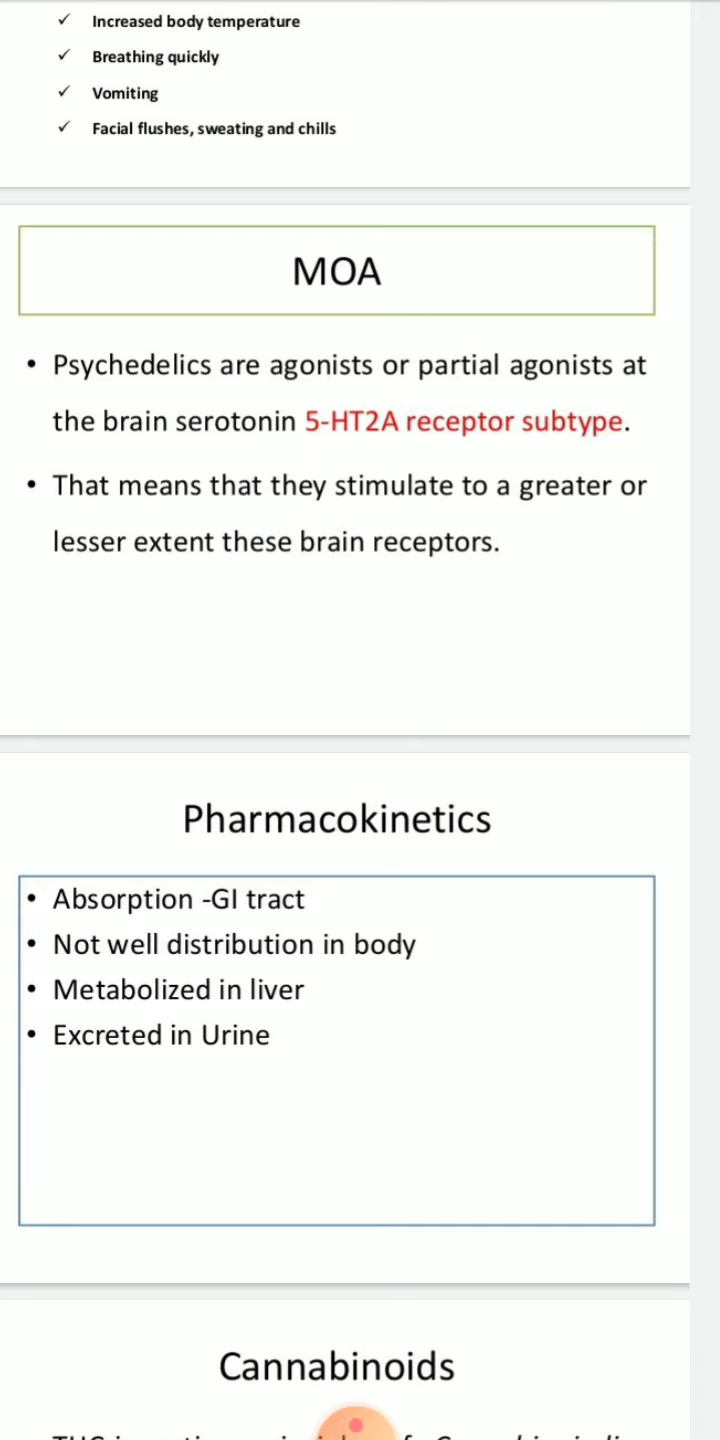 ✓ Increased body temperature
✓ Breathing quickly
✓ Vomiting
✓ Facial flushes, sweating and chills
MOA
• Psychedelics are agonists or partial agonists at
the brain serotonin 5-HT2A receptor subtype.
• That means that they stimulate to a greater or
lesser extent these brain receptors.
Pharmacokinetics
• Absorption -GI tract
• Not well distribution in body
• Metabolized in liver
• Excreted in Urine
Cannabinoids